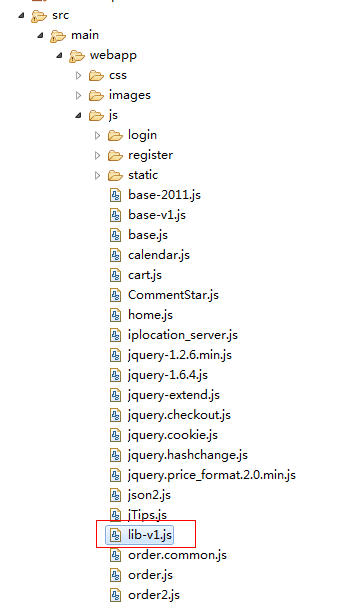 src
main
webapp
css
images
js
login
register
static
base-2011.js
base-v1.js
base.js
calendar.js
cart.js
CommentStar.js
home.js
iplocation_server.js
jquery-1.2.6.min.js
jquery-1.6.4.js
jquery-extend.js
jquery.checkout.js
jquery.cookie.js
jquery.hashchange.js
jquery.price_format.2.0.min.js
json2.js
jTips.js
lib-v1.js
order.common.js
order.js
order2.js